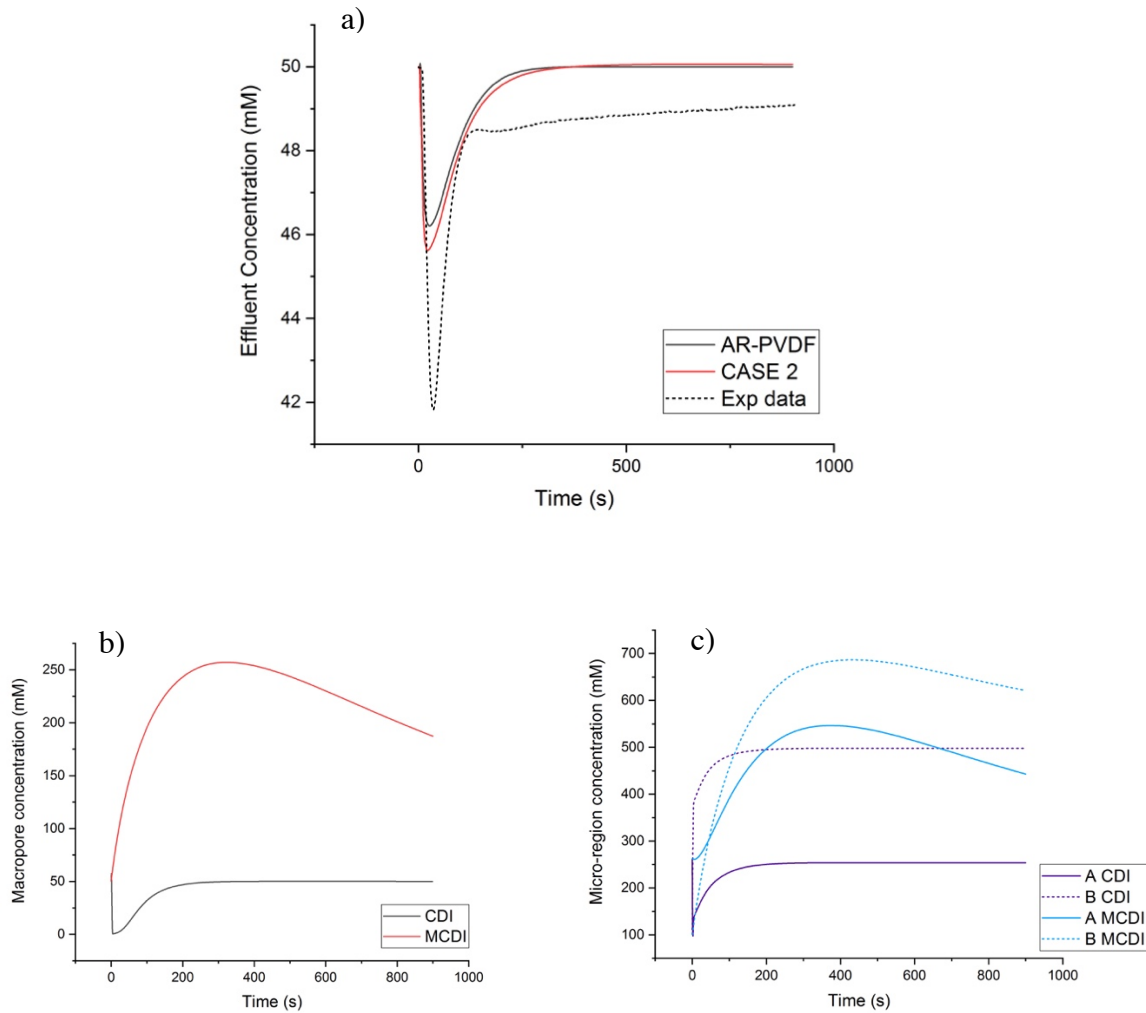 a)
Effluent Concentration (mM)
50
48
46
44
42
0
500
1000
Time (s)
AR-PVDF
CASE 2
Exp data
b)
Macropore concentration (mM)
250
200
150
100
50
0
0
200
400
600
800
1000
Time (s)
CDI
MCDI
c)
Micro-region concentration (mM)
700
600
500
400
300
200
100
0
200
400
600
800
1000
Time (s)
A CDI
B CDI
A MCDI
B MCDI